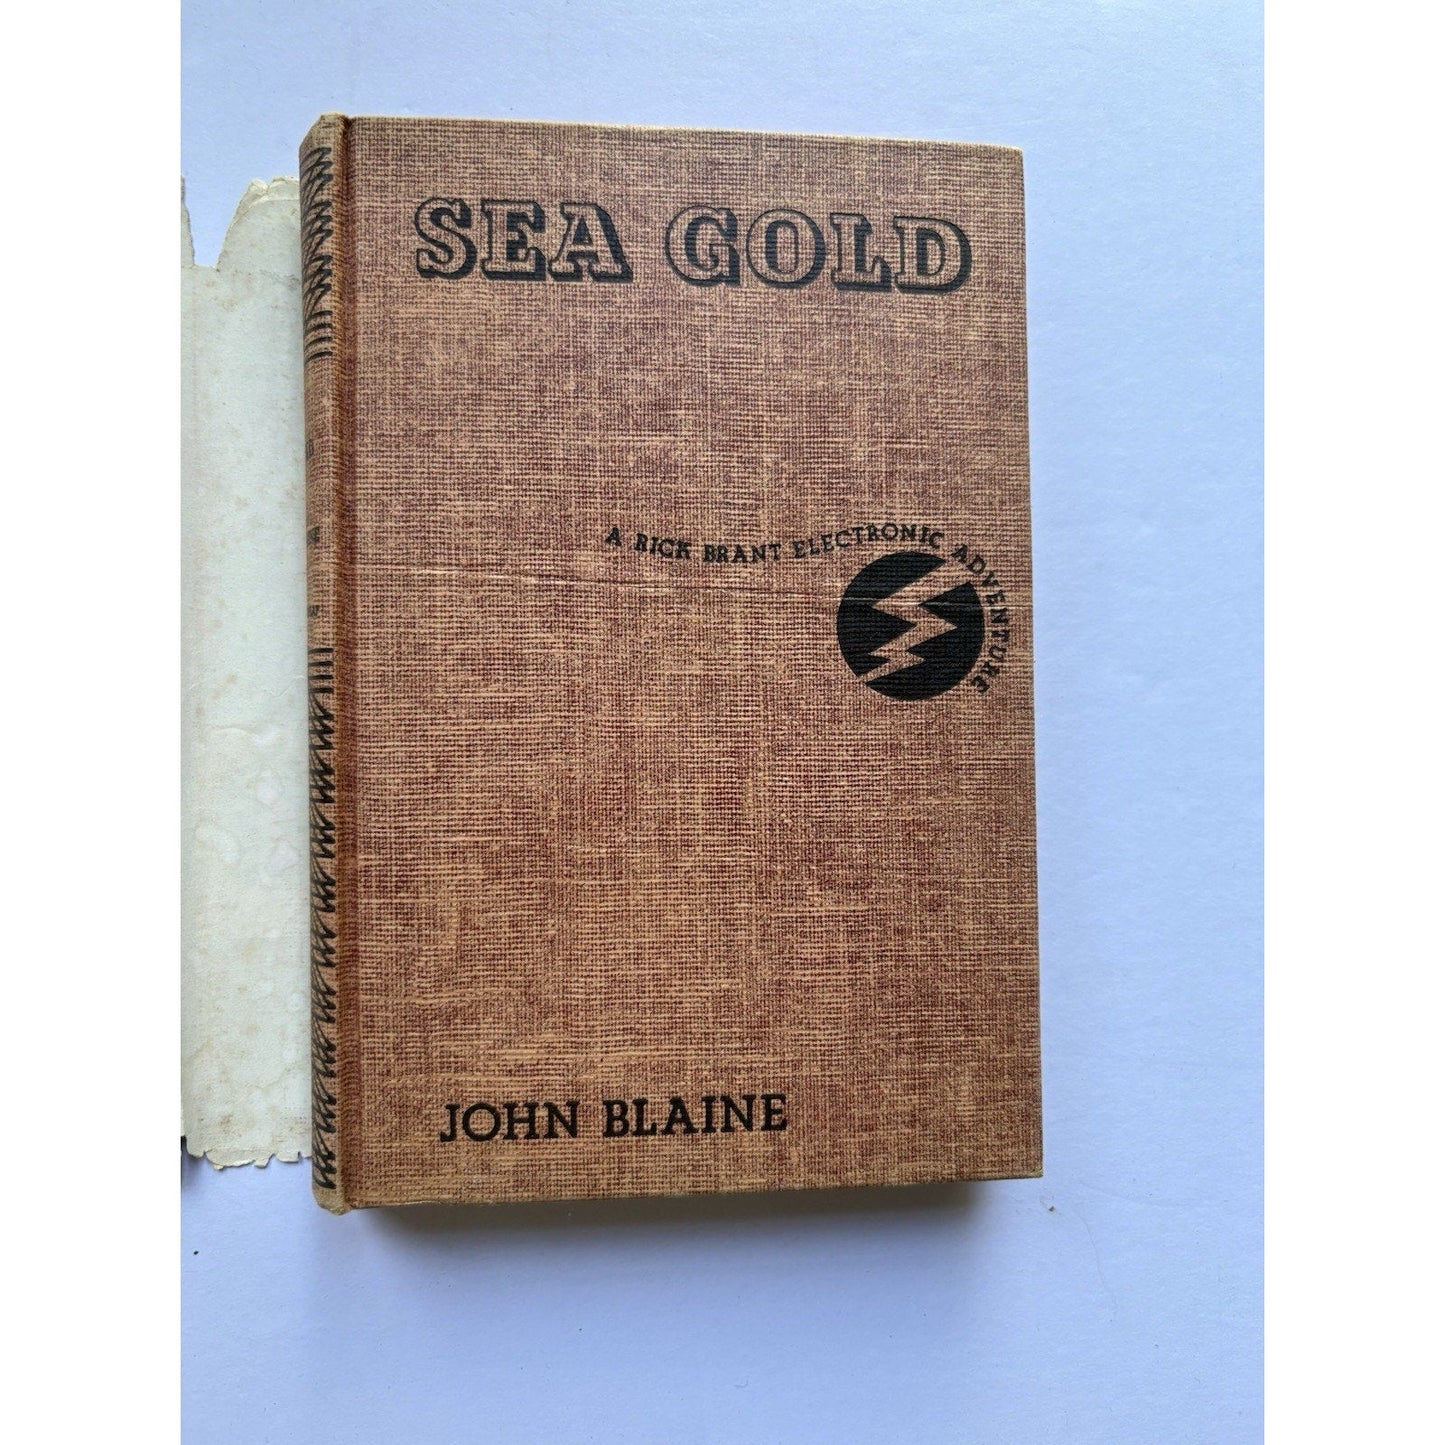 SEA GOLD
A RICK BRANT ELECTRONIC ADVENTURE
JOHN BLAINE